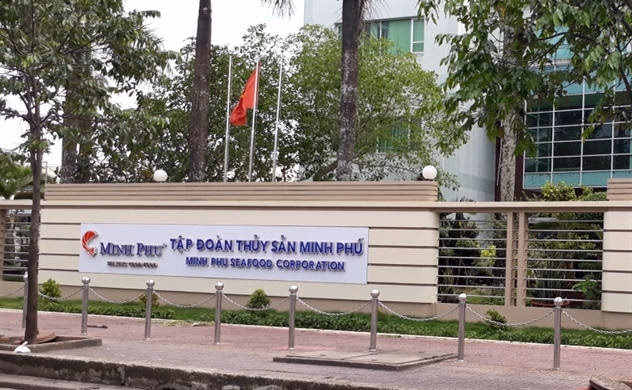 MINH PHU
TẬP ĐOÀN THỦY SẢN MINH PHÚ
MINH PHU SEAFOOD CORPORATION